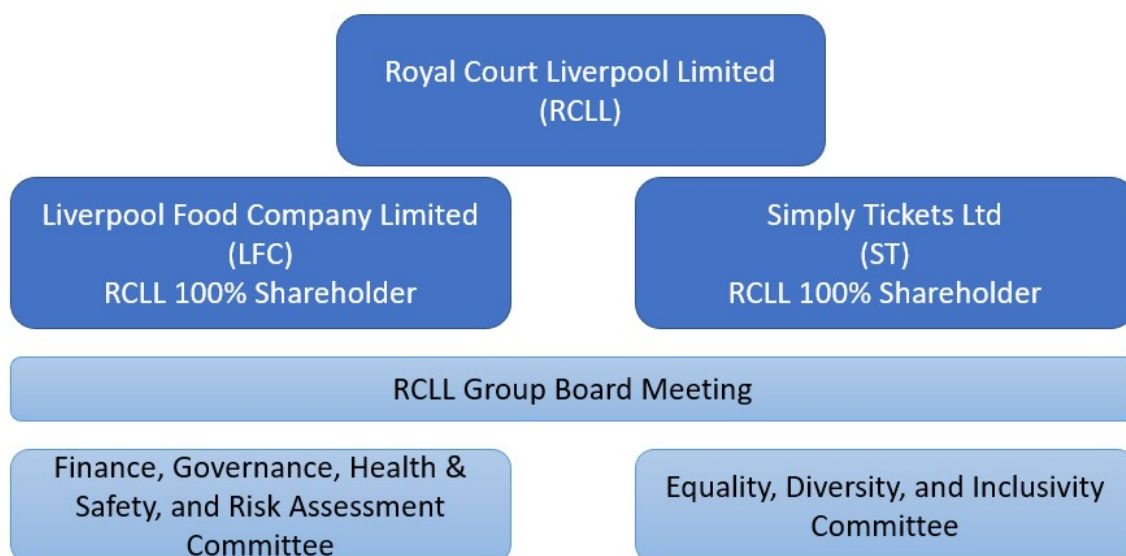 Royal Court Liverpool Limited
(RCLL)
Liverpool Food Company Limited
(LFC)
RCLL 100% Shareholder
Simply Tickets Ltd
(ST)
RCLL 100% Shareholder
RCLL Group Board Meeting
Finance, Governance, Health &
Safety, and Risk Assessment
Committee
Equality, Diversity, and Inclusivity
Committee